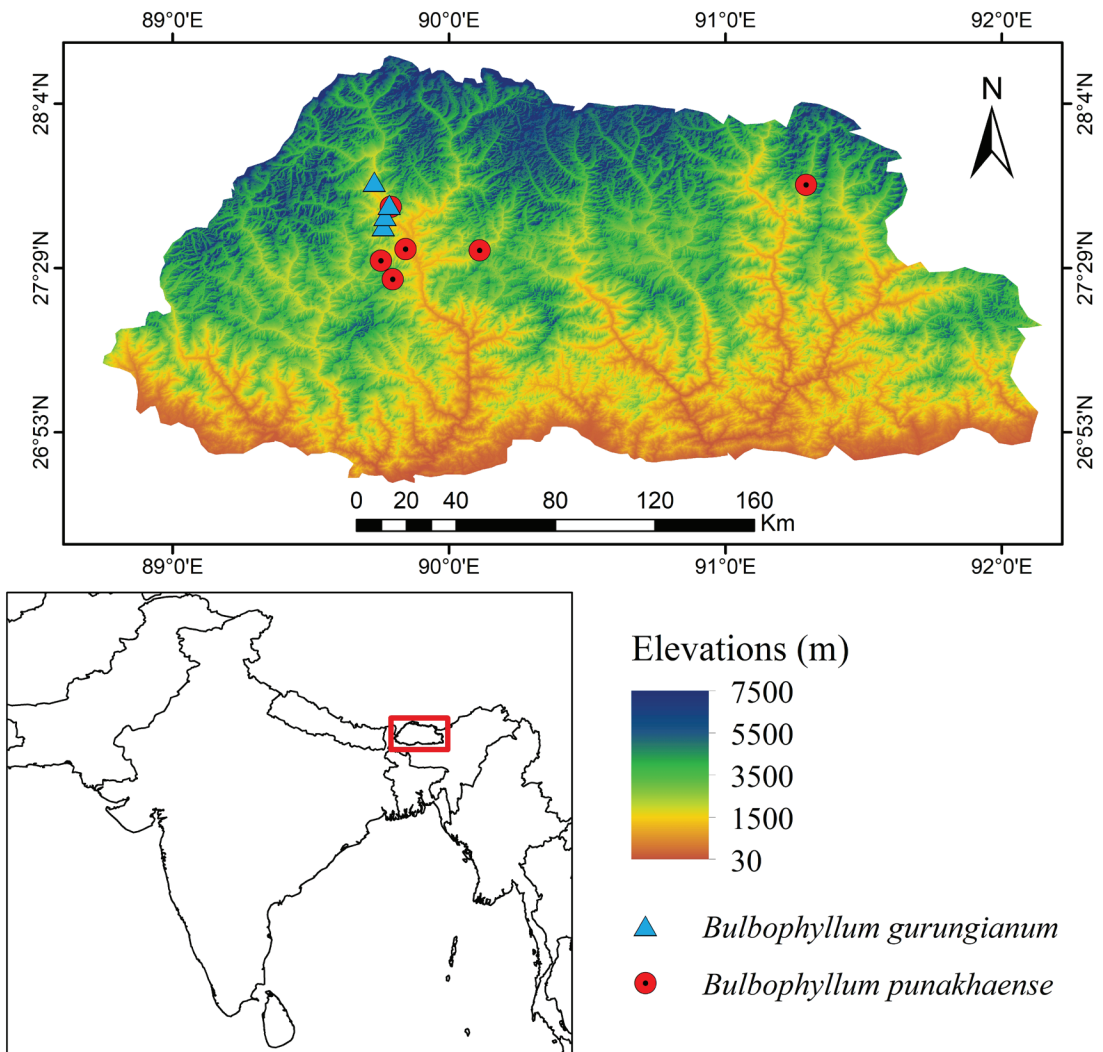 89°0'E 90°0'E 91°0'E 92°0'E
28°4'N 28°4'N
N
27°29'N 27°29'N
26°53'N 26°53'N
0 20 40 80 120 160
Km
89°0'E 90°0'E 91°0'E 92°0'E
Elevations (m)
7500
5500
3500
1500
30
Bulbophyllum gurungianum
Bulbophyllum punakhaense